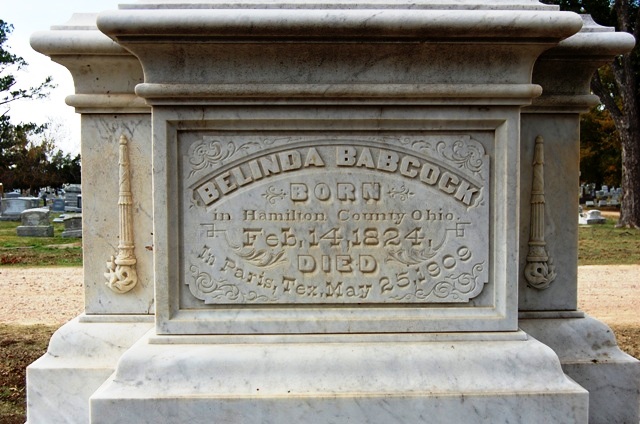 BELINDA BABCOCK
BORN
in Hamilton County Ohio.
Feb, 14, 1824,
DIED
In Paris, Tex, May 25, 1909